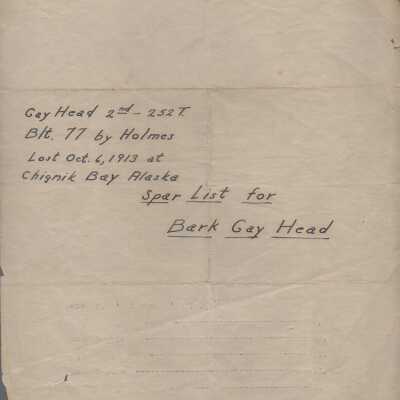 Gay Head 2nd - 252 T.
Blt. 77 by Holmes
Lost Oct. 6, 1913 at
Chignik Bay Alaska
Spar List for
Bark Gay Head